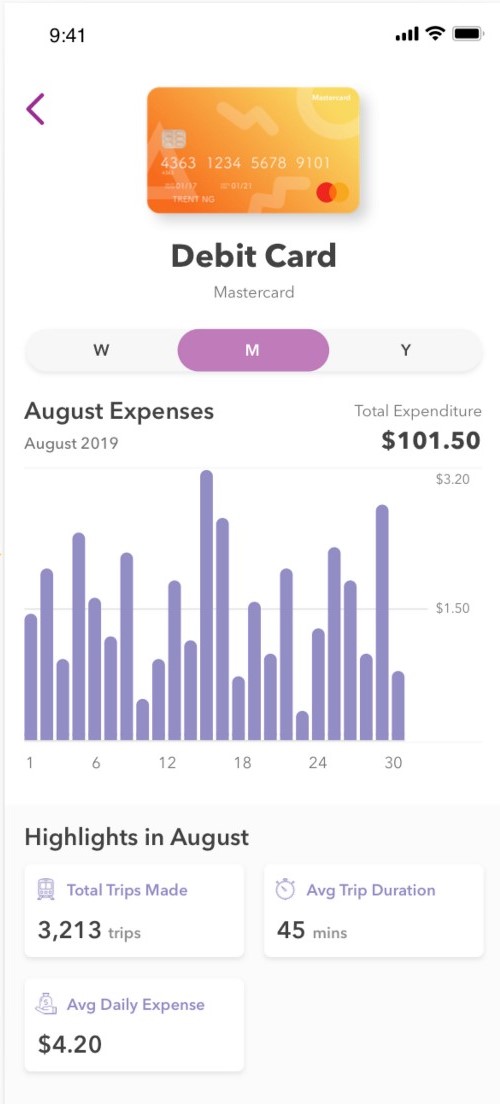 9:41
Mastercard
4363 1234 5678 9101
01/17 01/21
TRENT NG
Debit Card
Mastercard
W M Y
August Expenses
Total Expenditure
August 2019
$101.50
$3.20
$1.50
1 6 12 18 24 30
Highlights in August
Total Trips Made
3,213 trips
Avg Trip Duration
45 mins
Avg Daily Expense
$4.20